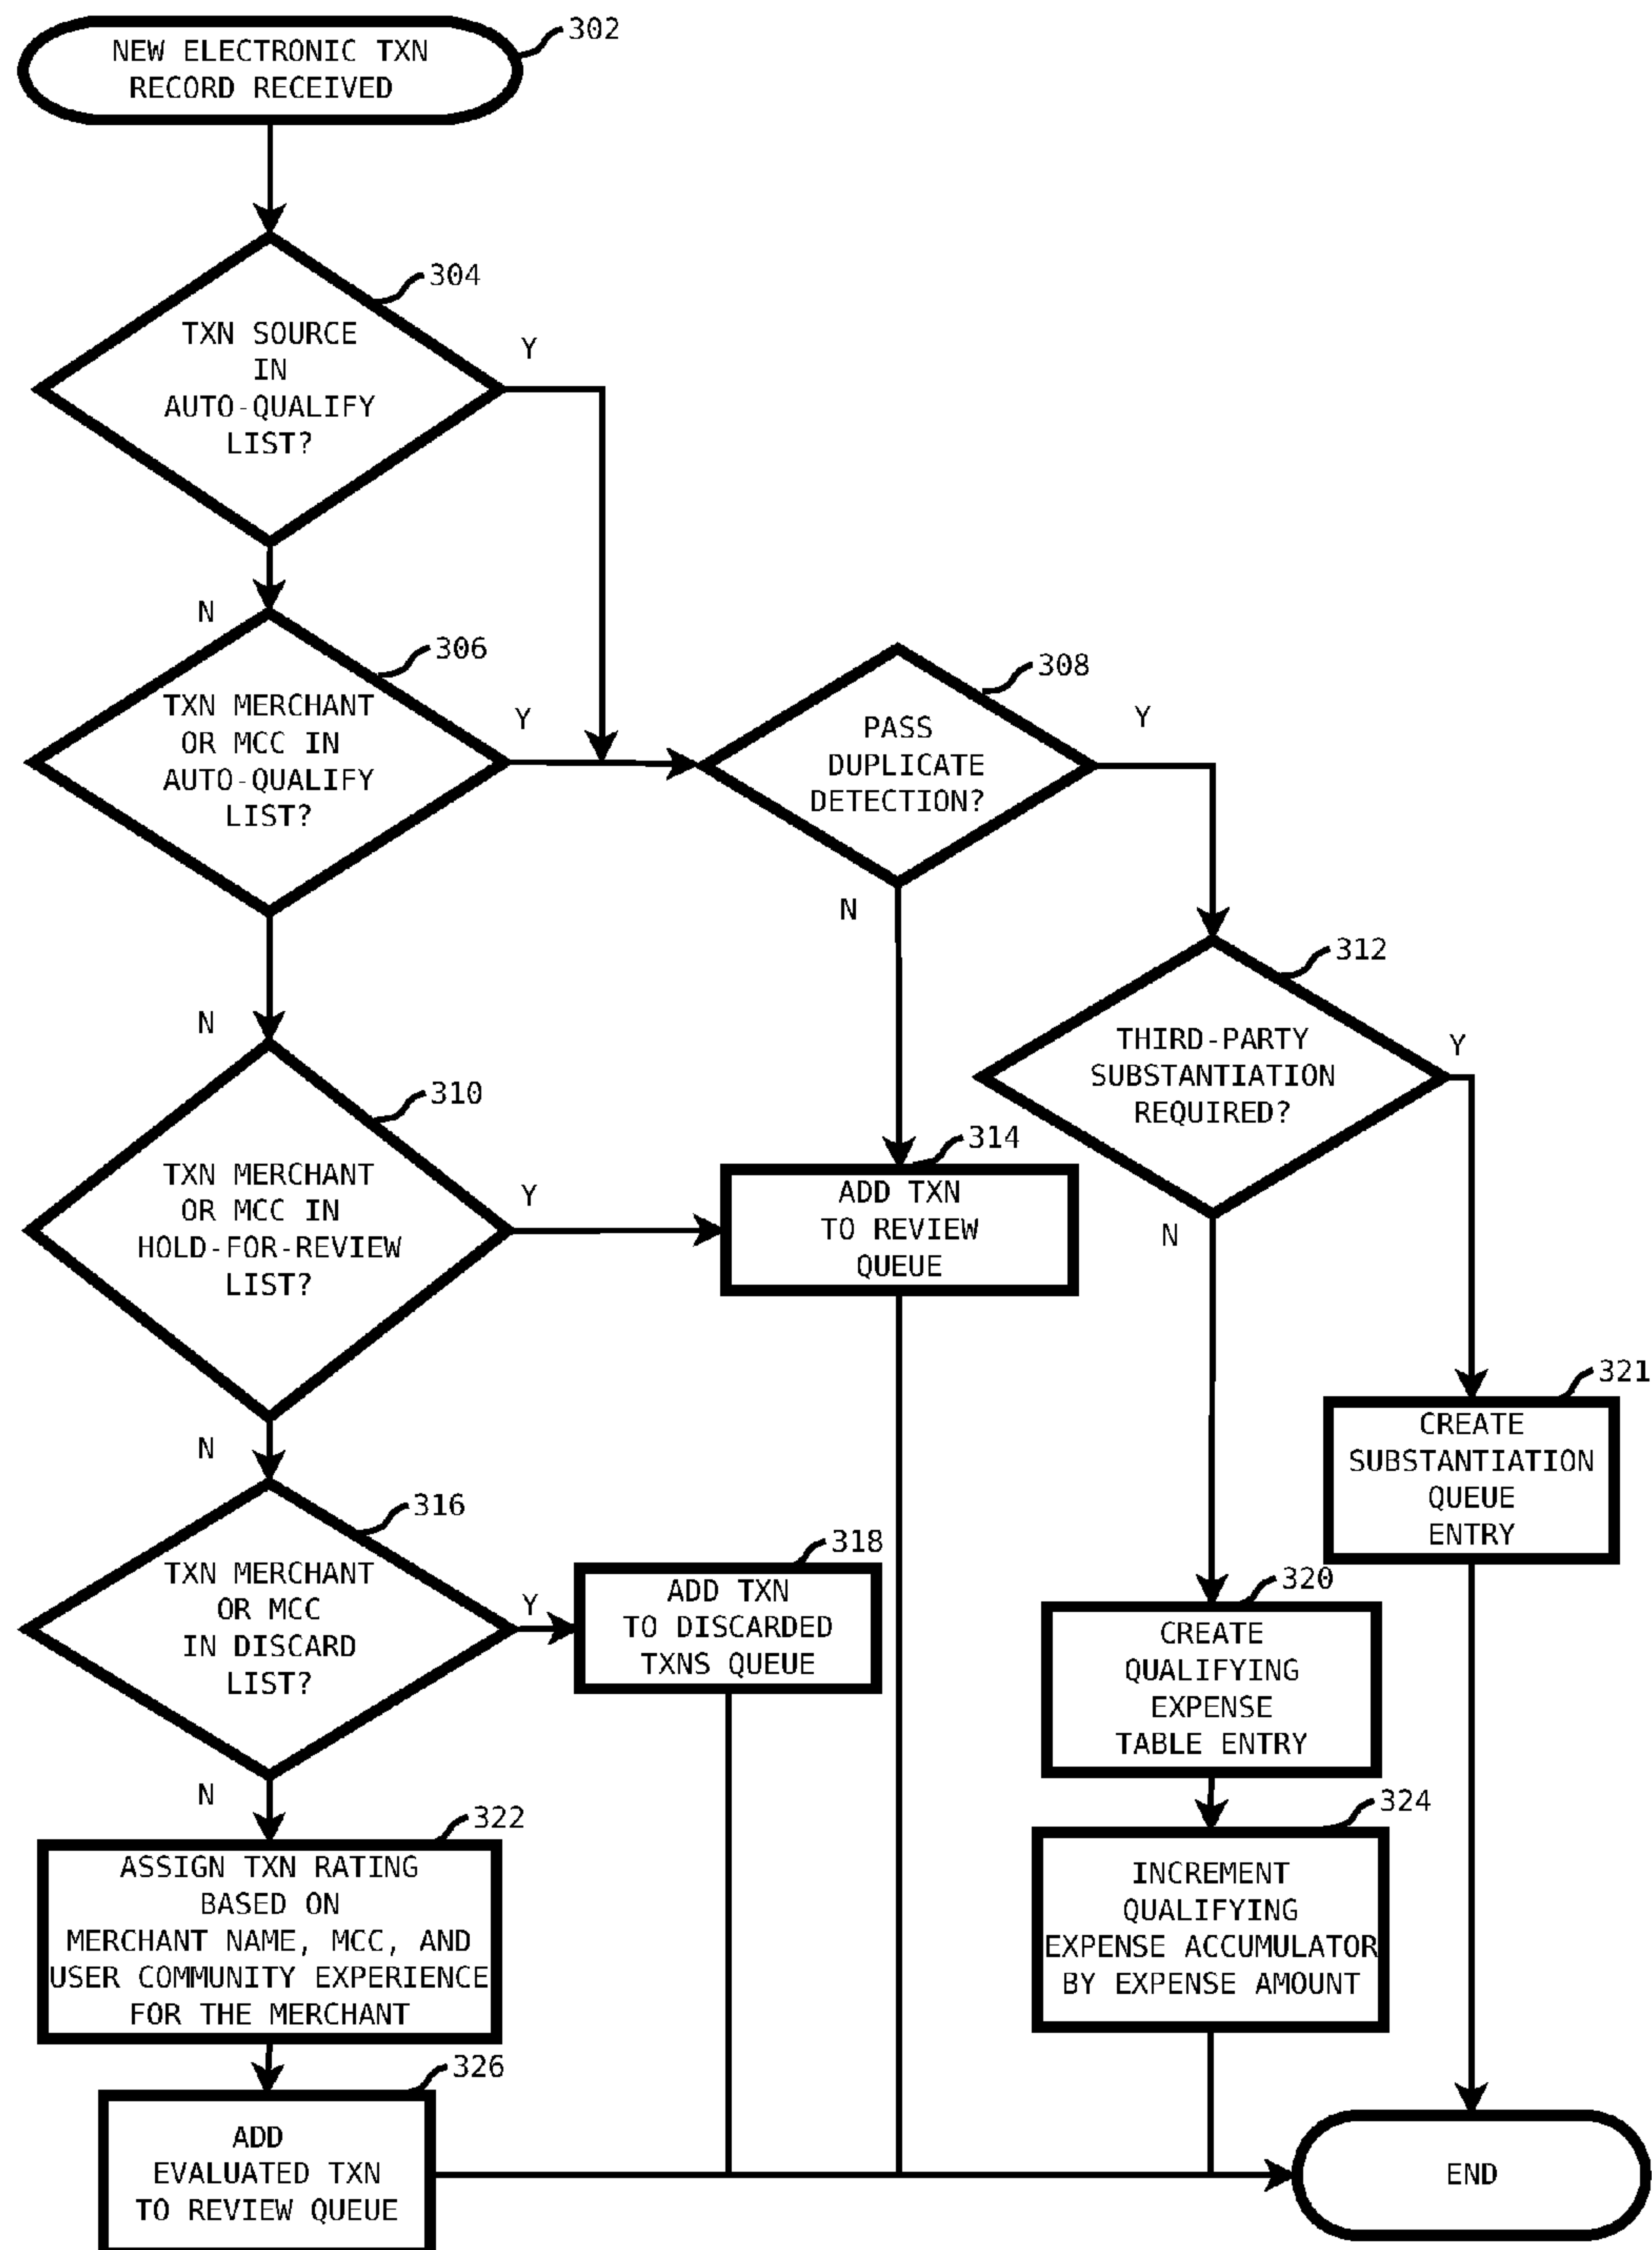 NEW ELECTRONIC TXN
RECORD RECEIVED
302
TXN SOURCE
IN
AUTO-QUALIFY
LIST?
304
Y
N
TXN MERCHANT
OR MCC IN
AUTO-QUALIFY
LIST?
306
Y
N
PASS
DUPLICATE
DETECTION?
308
Y
N
TXN MERCHANT
OR MCC IN
HOLD-FOR-REVIEW
LIST?
310
Y
N
THIRD-PARTY
SUBSTANTIATION
REQUIRED?
312
Y
N
ADD TXN
TO REVIEW
QUEUE
314
TXN MERCHANT
OR MCC
IN DISCARD
LIST?
316
Y
N
ADD TXN
TO DISCARDED
TXNS QUEUE
318
CREATE
QUALIFYING
EXPENSE
TABLE ENTRY
320
CREATE
SUBSTANTIATION
QUEUE
ENTRY
321
ASSIGN TXN RATING
BASED ON
MERCHANT NAME, MCC, AND
USER COMMUNITY EXPERIENCE
FOR THE MERCHANT
322
INCREMENT
QUALIFYING
EXPENSE ACCUMULATOR
BY EXPENSE AMOUNT
324
ADD
EVALUATED TXN
TO REVIEW QUEUE
326
END